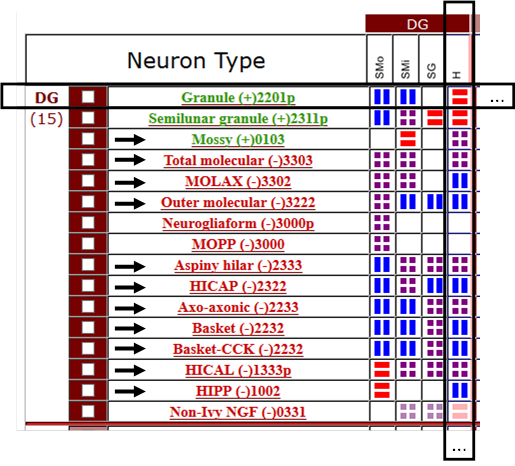 DG
Neuron Type
SMo
SMi
SG
H
DG
Granule (+)2201p
...
(15)
Semilunar granule (+)2311p
Mossy (+)0103
Total molecular (-)3303
MOLAX (-)3302
Outer molecular (-)3222
Neurogliaform (-)3000p
MOPP (-)3000
Aspiny hilar (-)2333
HICAP (-)2322
Axo-axonic (-)2233
Basket (-)2232
Basket-CCK (-)2232
HICAL (-)1333p
HIPP (-)1002
Non-Ivy NGF (-)0331
...